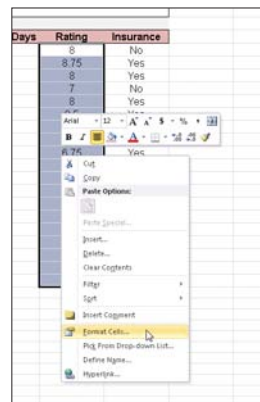 Days Rating Insurance
8 No
8.75 Yes
8 Yes
7 No
8 Yes
Arial 12 A A $ % ,
B I A
6.75 Yes
Cut
Copy
Paste Options:
Paste Special...
Insert...
Delete...
Clear Contents
Filter
Sort
Insert Comment
Format Cells...
Pick From Drop-down List...
Define Name...
Hyperlink...